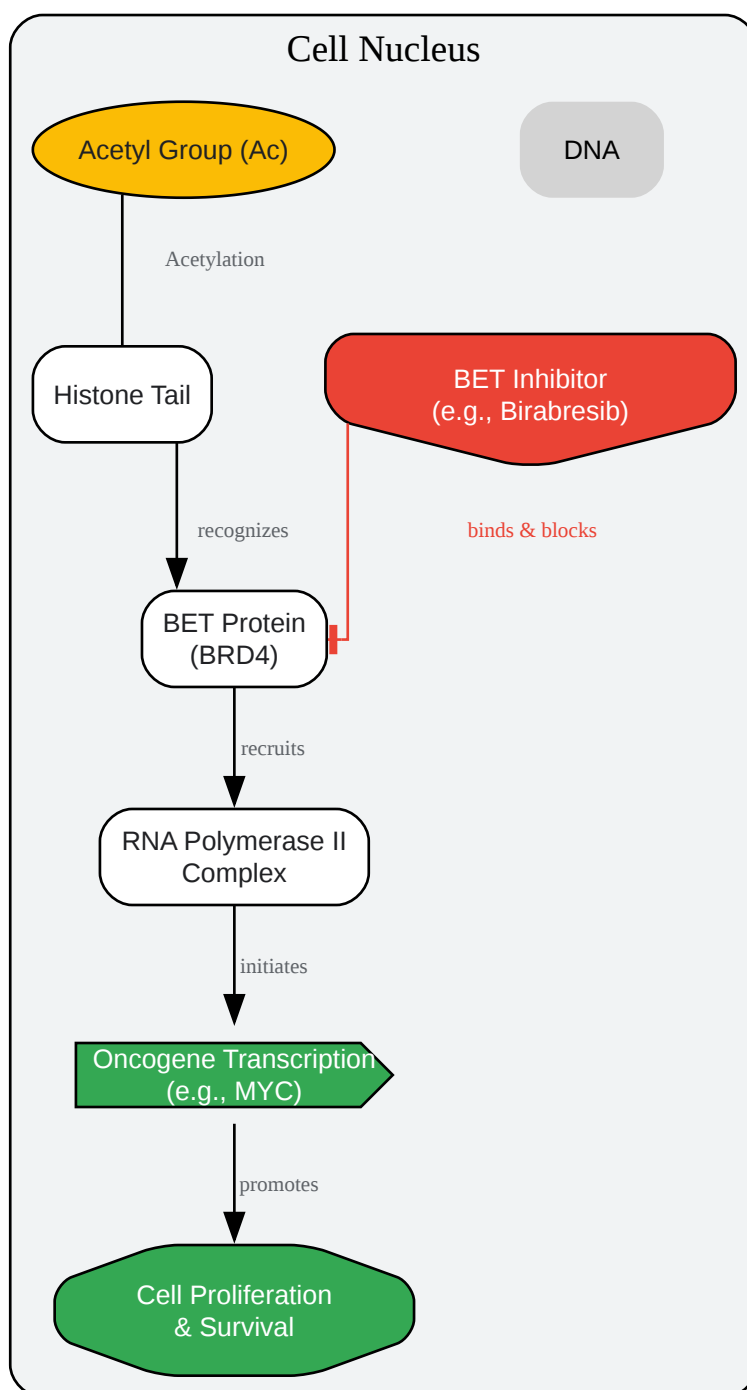 Cell Nucleus
Acetyl Group (Ac)
DNA
Acetylation
Histone Tail
BET Inhibitor
(e.g., Birabresib)
recognizes
binds & blocks
BET Protein
(BRD4)
recruits
RNA Polymerase II
Complex
initiates
Oncogene Transcription
(e.g., MYC)
promotes
Cell Proliferation
& Survival